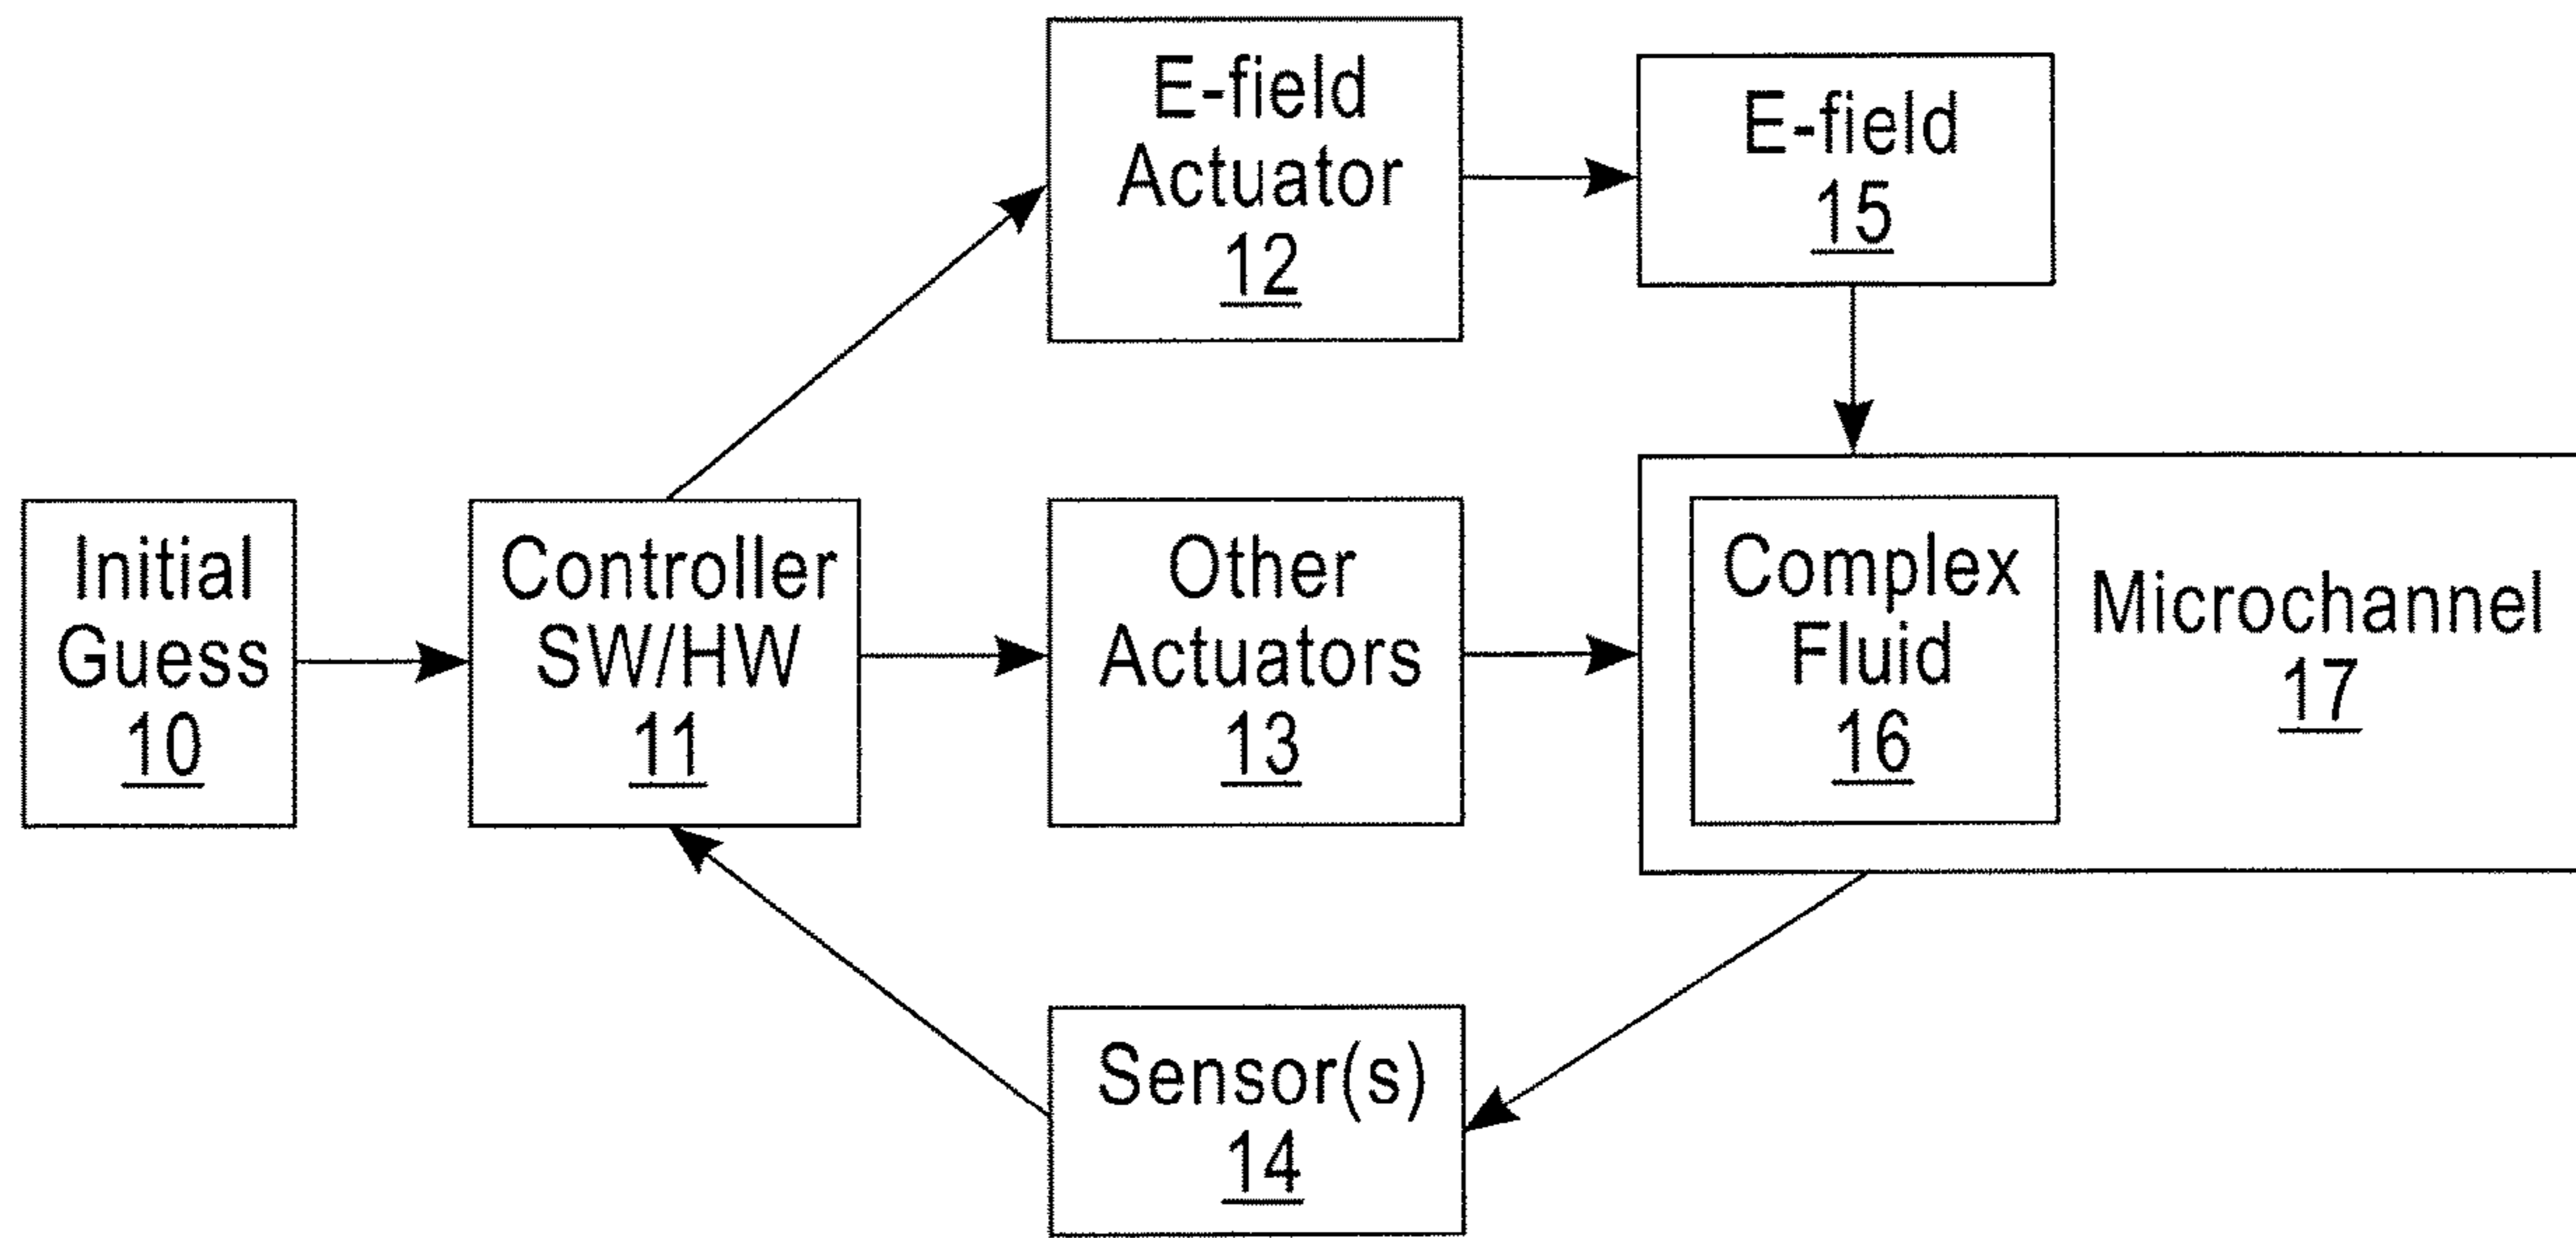 E-field
Actuator
12
E-field
15
Initial
Guess
10
Controller
SW/HW
11
Other
Actuators
13
Complex
Fluid
16
Microchannel
17
Sensor(s)
14